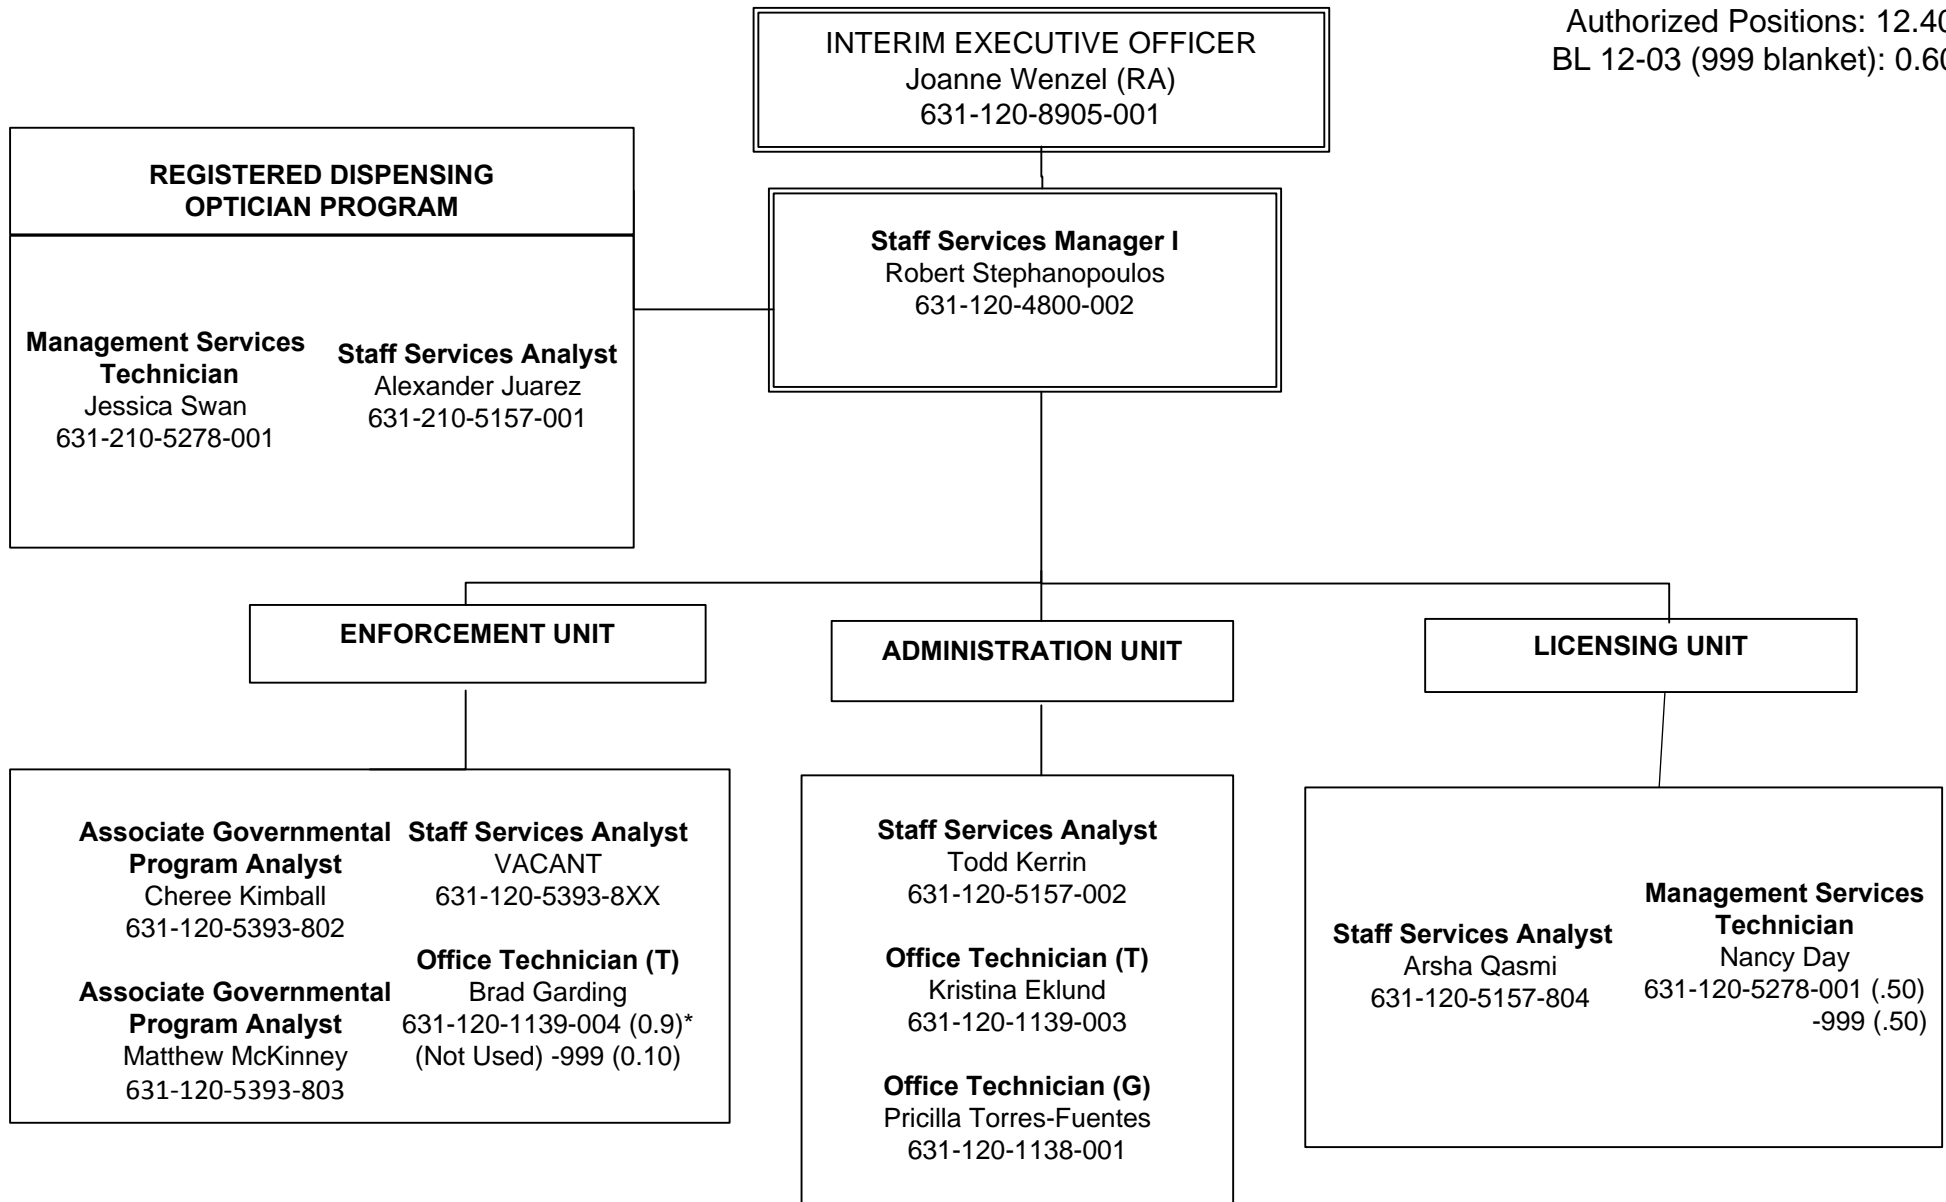 Authorized Positions: 12.40
BL 12-03 (999 blanket): 0.60
INTERIM EXECUTIVE OFFICER
Joanne Wenzel (RA)
631-120-8905-001
REGISTERED DISPENSING
OPTICIAN PROGRAM
Management Services
Technician
Jessica Swan
631-210-5278-001
Staff Services Analyst
Alexander Juarez
631-210-5157-001
Staff Services Manager I
Robert Stephanopoulos
631-120-4800-002
ENFORCEMENT UNIT
ADMINISTRATION UNIT
LICENSING UNIT
Associate Governmental
Program Analyst
Cheree Kimball
631-120-5393-802
Associate Governmental
Program Analyst
Matthew McKinney
631-120-5393-803
Staff Services Analyst
VACANT
631-120-5393-8XX
Office Technician (T)
Brad Garding
631-120-1139-004 (0.9)*
(Not Used) -999 (0.10)
Staff Services Analyst
Todd Kerrin
631-120-5157-002
Office Technician (T)
Kristina Eklund
631-120-1139-003
Office Technician (G)
Pricilla Torres-Fuentes
631-120-1138-001
Staff Services Analyst
Arsha Qasmi
631-120-5157-804
Management Services
Technician
Nancy Day
631-120-5278-001 (.50)
-999 (.50)